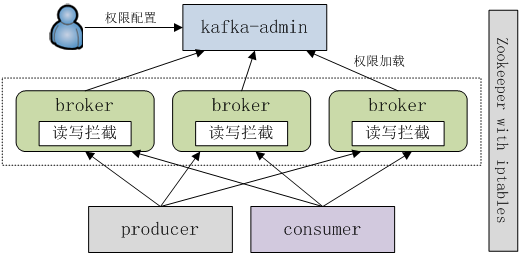 权限配置
kafka-admin
权限加载
broker
读写拦截
broker
读写拦截
broker
读写拦截
producer
consumer
Zookeeper with iptables